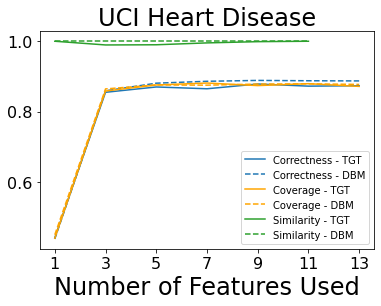 UCI Heart Disease
1.0
0.8
0.6
Correctness - TGT
Correctness - DBM
Coverage - TGT
Coverage - DBM
Similarity - TGT
Similarity - DBM
1 3 5 7 9 11 13
Number of Features Used